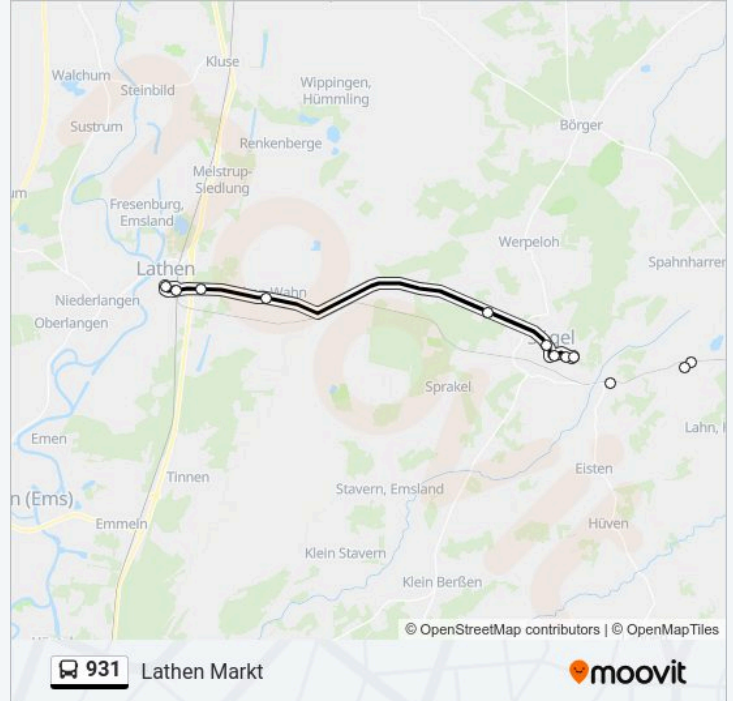 Kluse
Walchum
Steinbild
Wippingen,
Hümmling
Sustrum
Börger
Renkenberge
Melstrup-
Siedlung
um
Fresenburg,
Emsland
Werpeloh
Lathen
Spahnharren
Wahn
Niederlangen
Oberlangen
Sprakel
Lahn, H
Emen
Eisten
Tinnen
Stavern, Emsland
n (Ems)
Emmeln
Hüven
Klein Stavern
Klein Berßen
© OpenStreetMap contributors | © OpenMapTiles
931 Lathen Markt
moovit